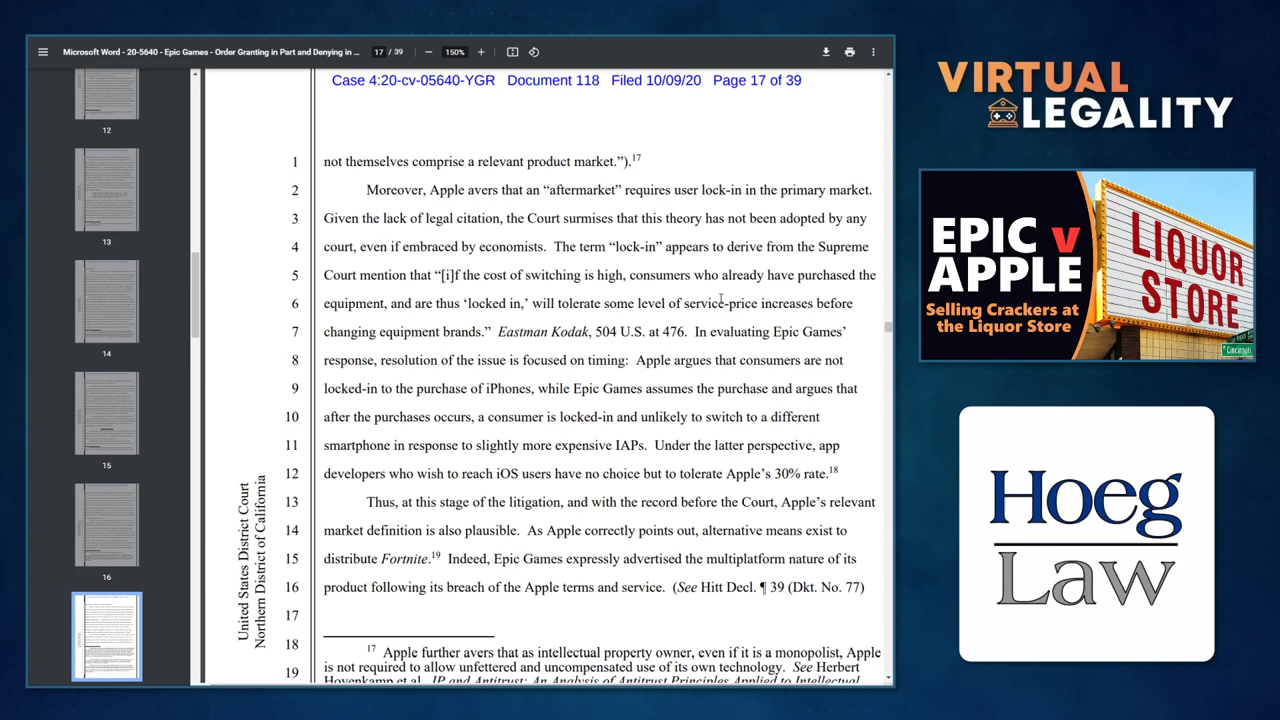 Microsoft Word - 20-5640 - Epic Games - Order Granting in Part and Denying in ...
17 / 39
150%
12
13
14
15
16
Case 4:20-cv-05640-YGR Document 118 Filed 10/09/20 Page 17 of 39
1 not themselves comprise a relevant product market.”).17
2 Moreover, Apple avers that an “aftermarket” requires user lock-in in the primary market.
3 Given the lack of legal citation, the Court surmises that this theory has not been adopted by any
4 court, even if embraced by economists. The term “lock-in” appears to derive from the Supreme
5 Court mention that “[i]f the cost of switching is high, consumers who already have purchased the
6 equipment, and are thus ‘locked in,’ will tolerate some level of service-price increases before
7 changing equipment brands.” Eastman Kodak, 504 U.S. at 476. In evaluating Epic Games’
8 response, resolution of the issue is focused on timing: Apple argues that consumers are not
9 locked-in to the purchase of iPhones, while Epic Games assumes the purchase and argues that
10 after the purchases occurs, a consumer is locked-in and unlikely to switch to a different
11 smartphone in response to slightly more expensive IAPs. Under the latter perspective, app
12 developers who wish to reach iOS users have no choice but to tolerate Apple’s 30% rate.18
13 Thus, at this stage of the litigation, and with the record before the Court, Apple’s relevant
14 market definition is also plausible. As Apple correctly points out, alternative means exist to
15 distribute Fortnite.19 Indeed, Epic Games expressly advertised the multiplatform nature of its
16 product following its breach of the Apple terms and service. (See Hitt Decl. ¶ 39 (Dkt. No. 77)
17
18 Apple further avers that an intellectual property owner, even if it is a monopolist, Apple
is not required to allow unfettered and uncompensated use of its own technology. See Herbert
19 Hovenkamp et al., IP and Antitrust: An Analysis of Antitrust Principles Applied to Intellectual
United States District Court
Northern District of California
VIRTUAL
LEGALITY
EPIC v
APPLE
Selling Crackers at
the Liquor Store
LIQUOR
STORE
Cincinnati
Hoeg
Law